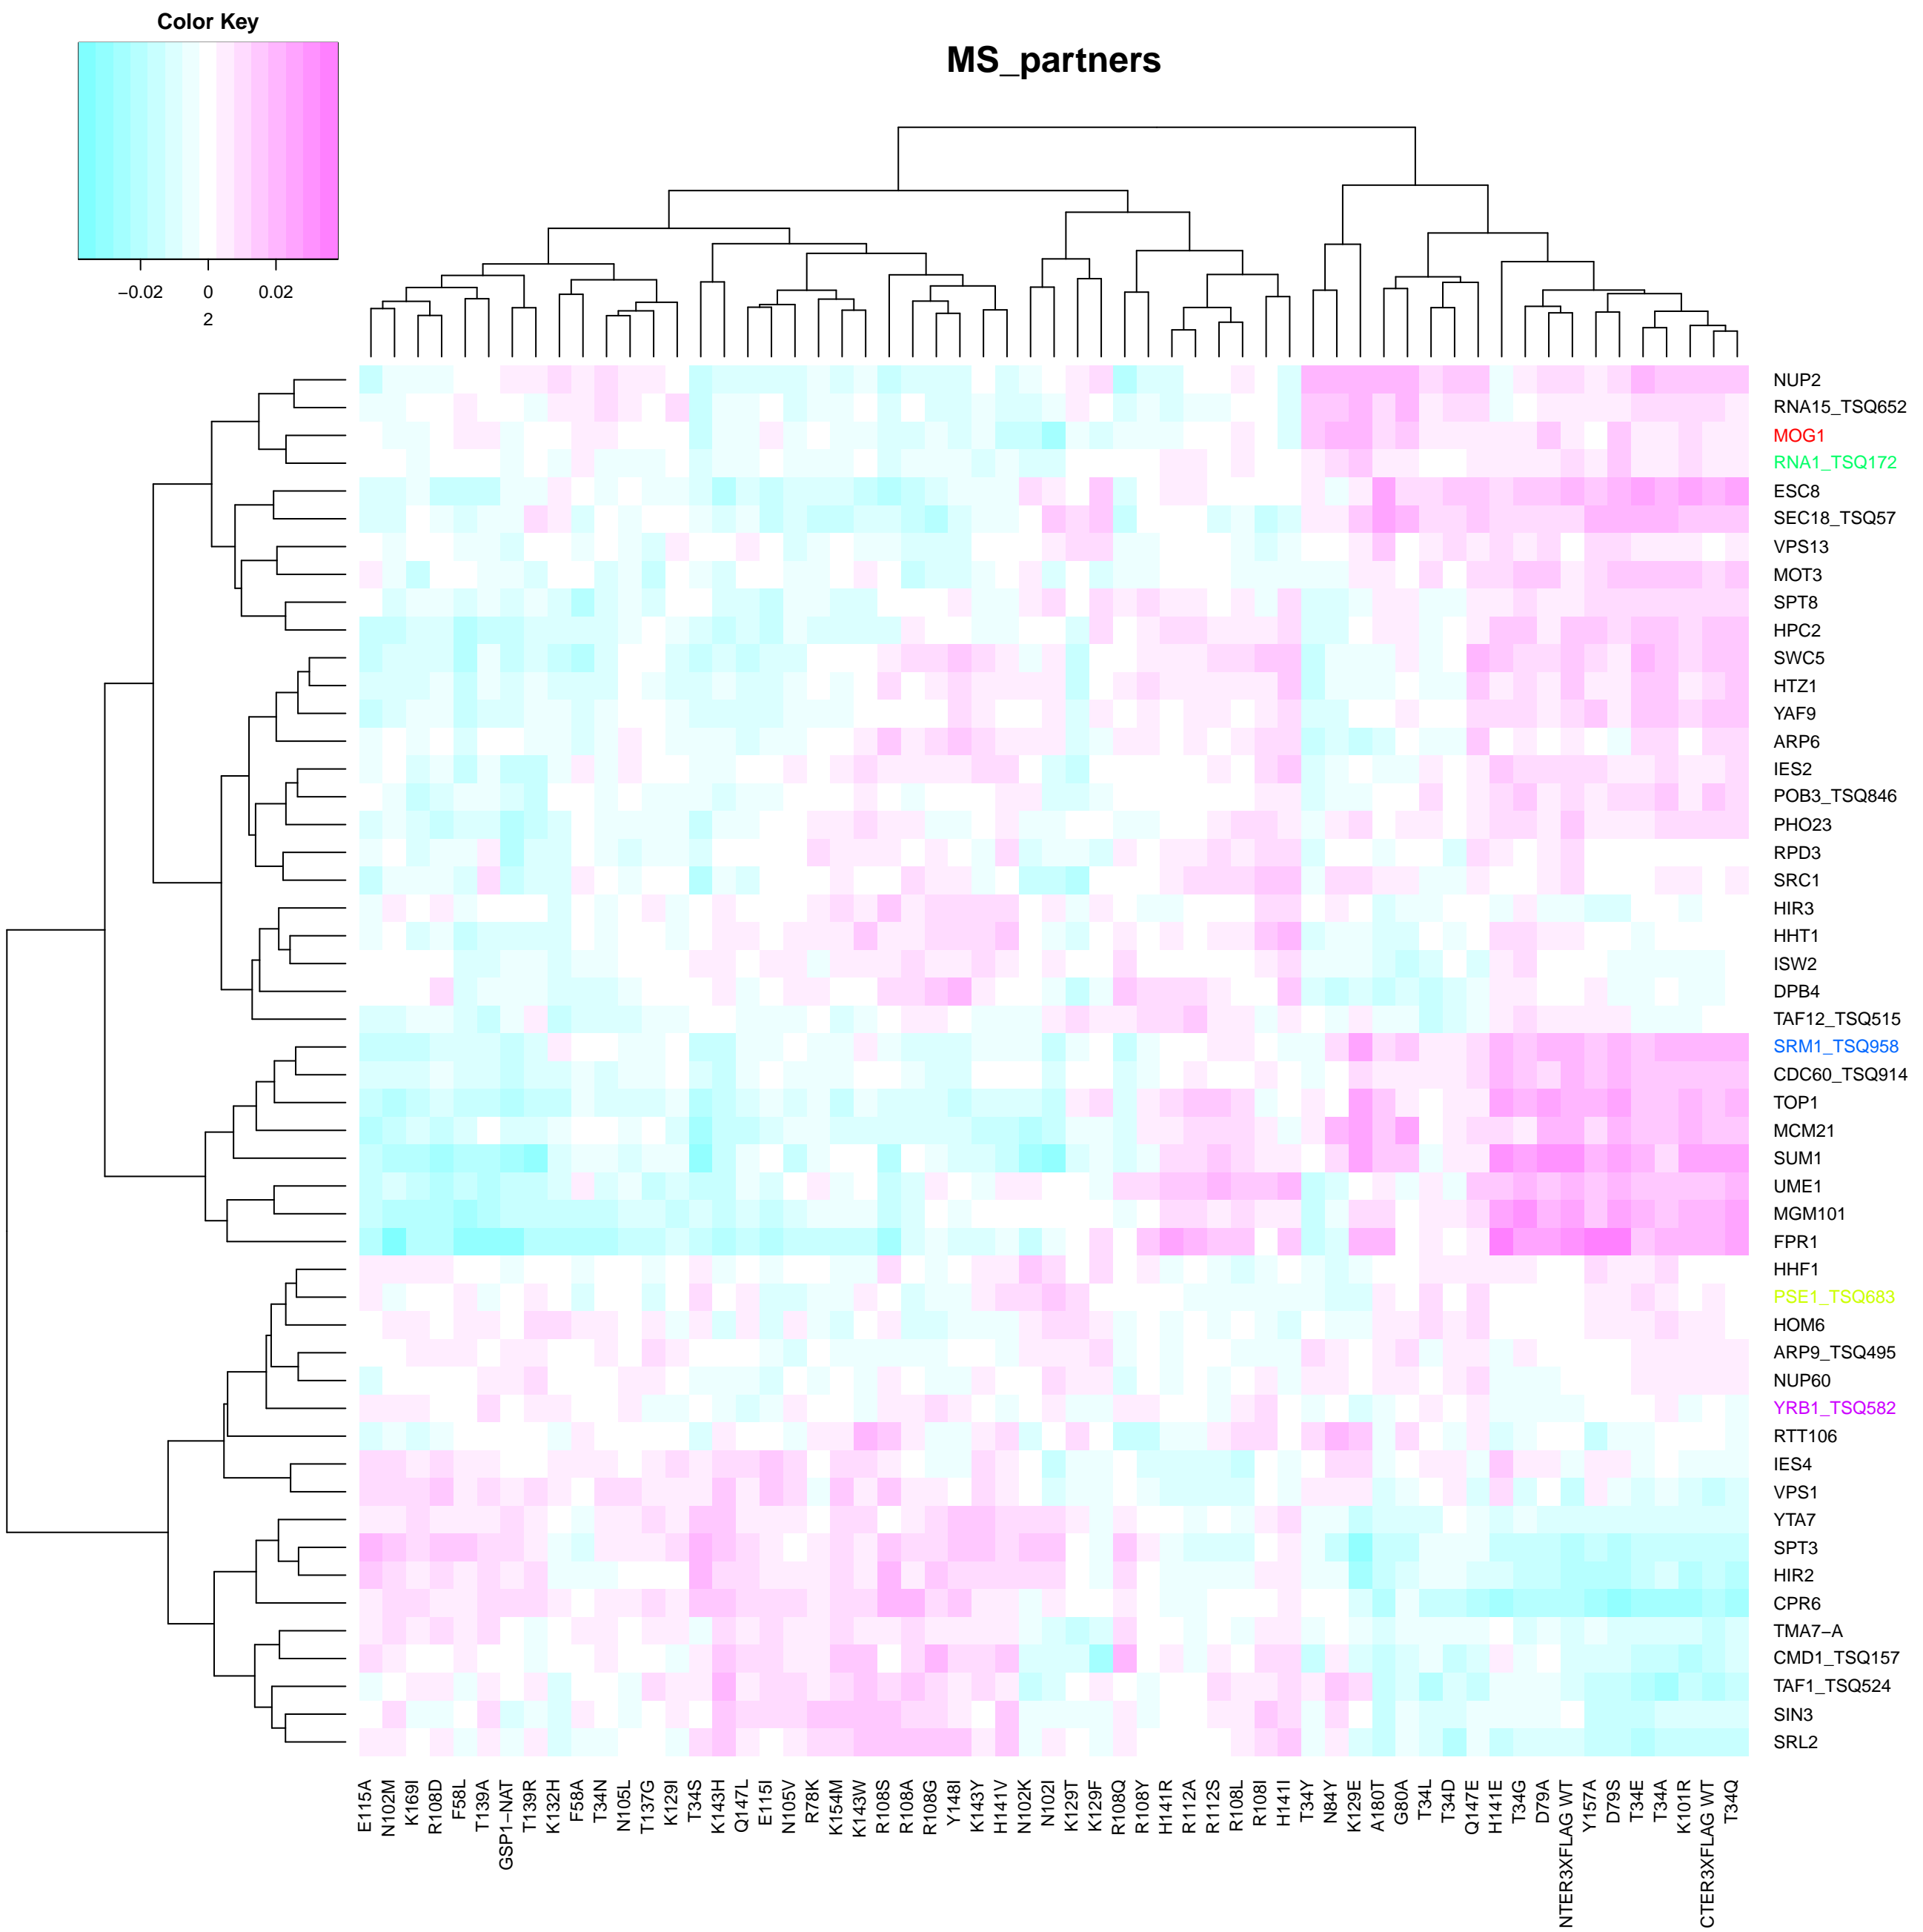 Color Key
MS_partners
−0.02 0 0.02
2
NUP2
RNA15_TSQ652
MOG1
RNA1_TSQ172
ESC8
SEC18_TSQ57
VPS13
MOT3
SPT8
HPC2
SWC5
HTZ1
YAF9
ARP6
IES2
POB3_TSQ846
PHO23
RPD3
SRC1
HIR3
HHT1
ISW2
DPB4
TAF12_TSQ515
SRM1_TSQ958
CDC60_TSQ914
TOP1
MCM21
SUM1
UME1
MGM101
FPR1
HHF1
PSE1_TSQ683
HOM6
ARP9_TSQ495
NUP60
YRB1_TSQ582
RTT106
IES4
VPS1
YTA7
SPT3
HIR2
CPR6
TMA7−A
CMD1_TSQ157
TAF1_TSQ524
SIN3
SRL2
E115A
N102M
K169I
R108D
F58L
T139A
GSP1−NAT
T139R
K132H
F58A
T34N
N105L
T137G
K129I
T34S
K143H
Q147L
E115I
N105V
R78K
K154M
K143W
R108S
R108A
R108G
Y148I
K143Y
H141V
N102K
N102I
K129T
K129F
R108Q
R108Y
H141R
R112A
R112S
R108L
R108I
H141I
T34Y
N84Y
K129E
A180T
G80A
T34L
T34D
Q147E
H141E
T34G
D79A
NTER3XFLAG WT
Y157A
D79S
T34E
T34A
K101R
CTER3XFLAG WT
T34Q